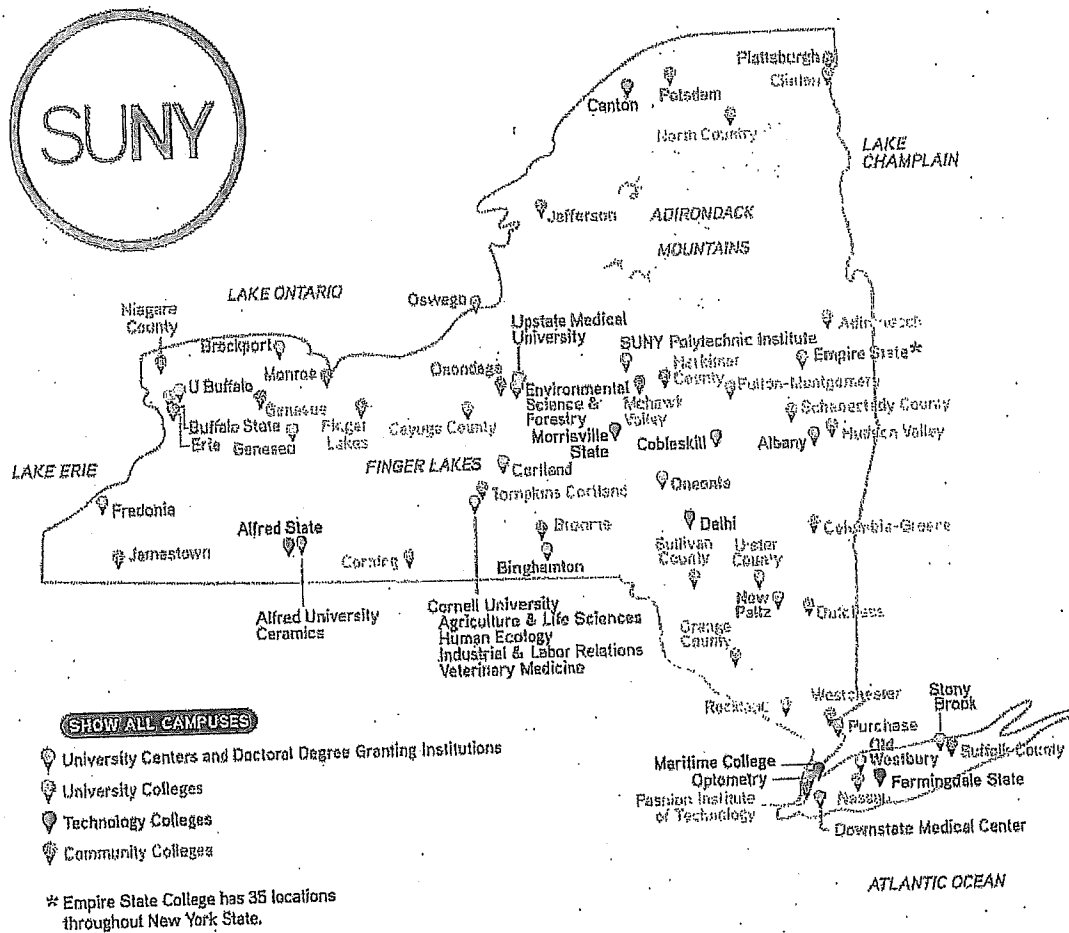 SUNY
Plattsburgh
Clinton
Canton
Potsdam
North Country
LAKE
CHAMPLAIN
Jefferson
ADIRONDACK
MOUNTAINS
LAKE ONTARIO
Oswego
Niagara
County
Brockport
Monroe
Upstate Medical
University
SUNY Polytechnic Institute
Adirondack
Empire State*
Herkimer
County
Fulton-Montgomery
Onondaga
Environmental
Science &
Forestry
Mohawk
Valley
Schenectady County
U Buffalo
Genesee
Finger
Lakes
Cayuga County
Buffalo State
Erie
Geneseo
Morrisville
State
Cobleskill
Albany
Hudson Valley
LAKE ERIE
FINGER LAKES
Cortland
Tompkins Cortland
Oneonta
Fredonia
Alfred State
Broome
Delhi
Columbia-Greene
Jamestown
Corning
Binghamton
Sullivan
County
Ulster
County
Alfred University
Ceramics
Cornell University
Agriculture & Life Sciences
Human Ecology
Industrial & Labor Relations
Veterinary Medicine
New
Paltz
Dutchess
Orange
County
Rockland
Westchester
Stony
Brook
Purchase
Old
Westbury
Suffolk County
Maritime College
Optometry
Fashion Institute
of Technology
Nassau
Farmingdale State
Downstate Medical Center
ATLANTIC OCEAN
SHOW ALL CAMPUSES
University Centers and Doctoral Degree Granting Institutions
University Colleges
Technology Colleges
Community Colleges
* Empire State College has 35 locations
throughout New York State.